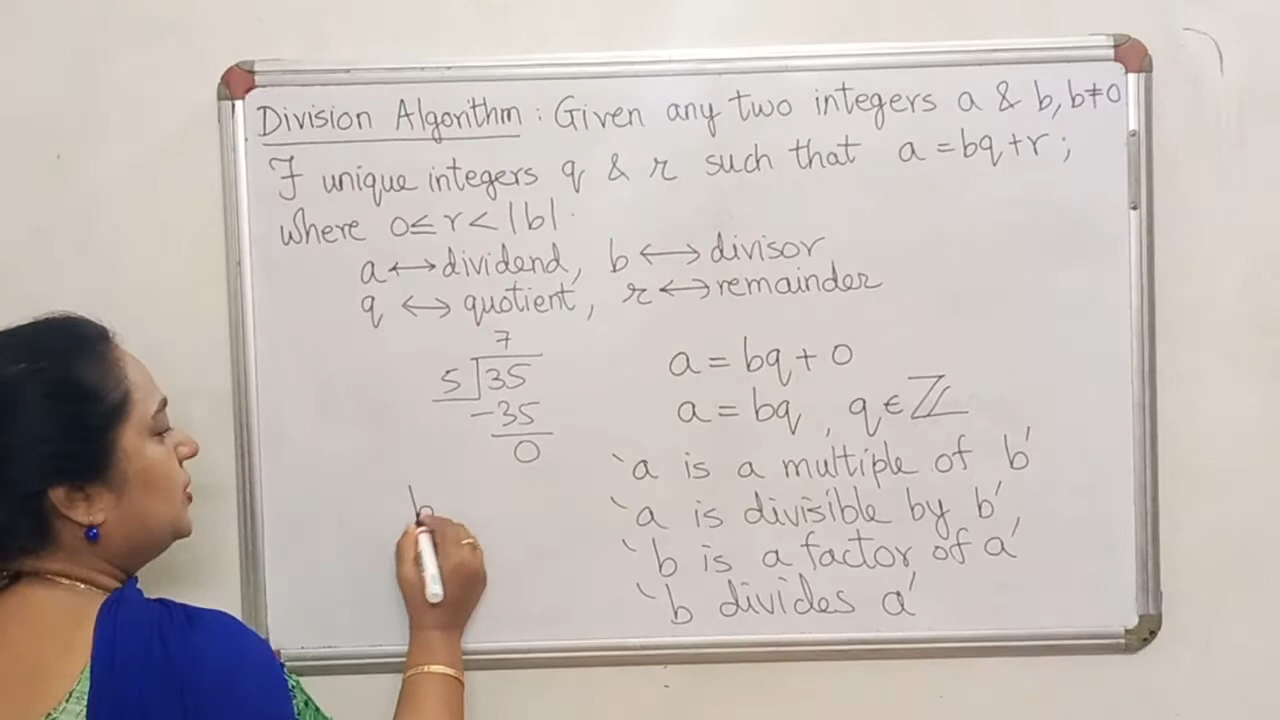 Division Algorithm : Given any two integers a & b, b≠0
∃ unique integers q & r such that a = bq + r ;
where 0 ≤ r < |b|.
a ⟷ dividend, b ⟷ divisor
q ⟷ quotient, r ⟷ remainder
7
5 35
-35
0
a = bq + 0
a = bq , q ∈ ℤ
'a is a multiple of b'
'a is divisible by b',
'b is a factor of a'
'b divides a'
b